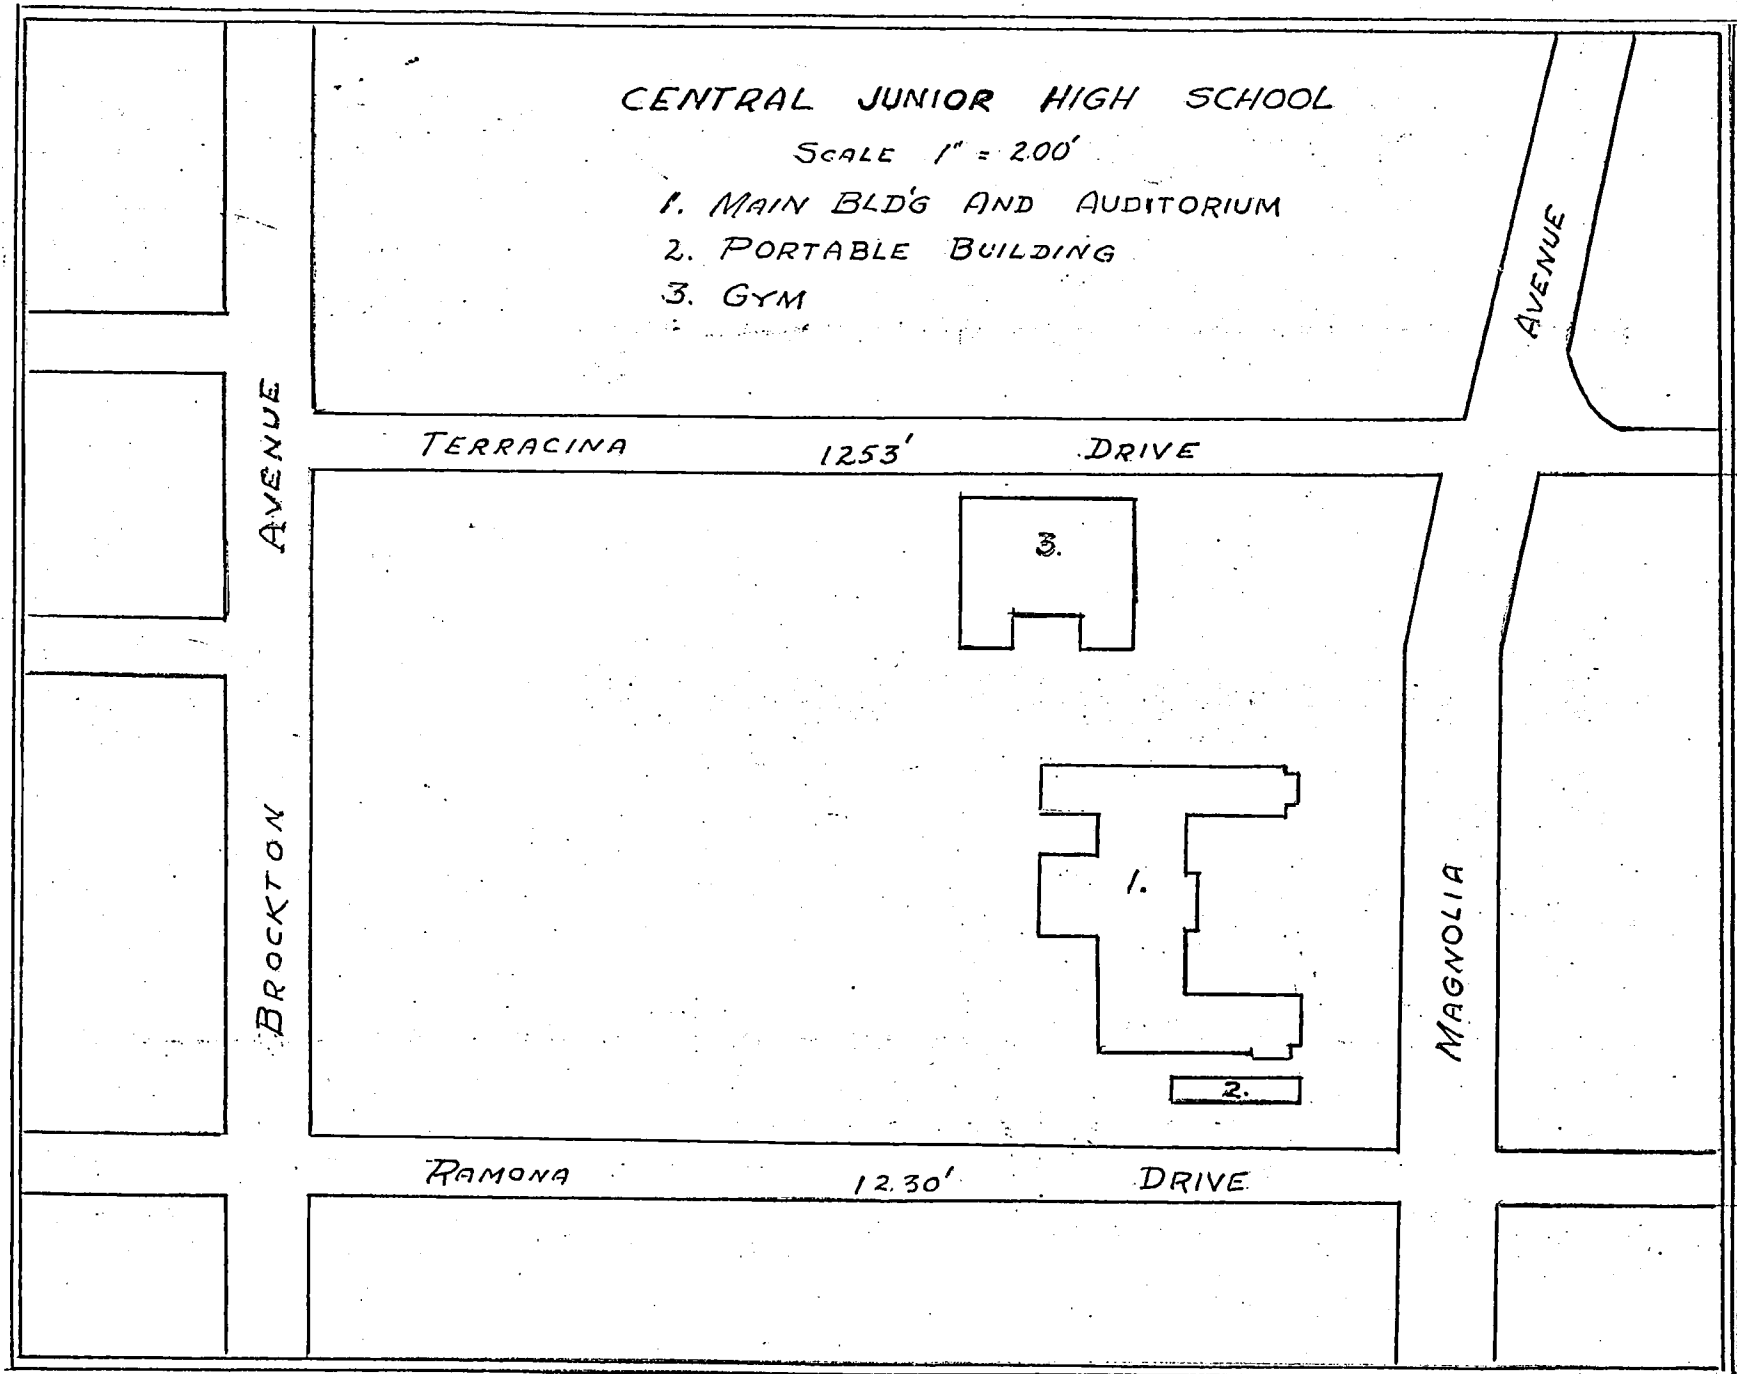 CENTRAL JUNIOR HIGH SCHOOL
SCALE 1" = 200'
1. MAIN BLD'G AND AUDITORIUM
2. PORTABLE BUILDING
3. GYM
AVENUE
TERRACINA 1253' DRIVE
BROCKTON AVENUE
3.
1.
2.
MAGNOLIA
RAMONA 1230' DRIVE